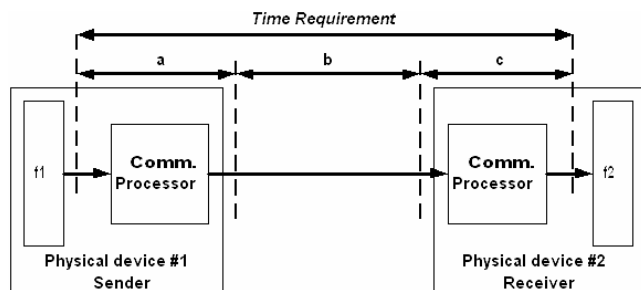 Time Requirement
a
b
c
f1
Comm.
Processor
Comm.
Processor
f2
Physical device #1
Sender
Physical device #2
Receiver